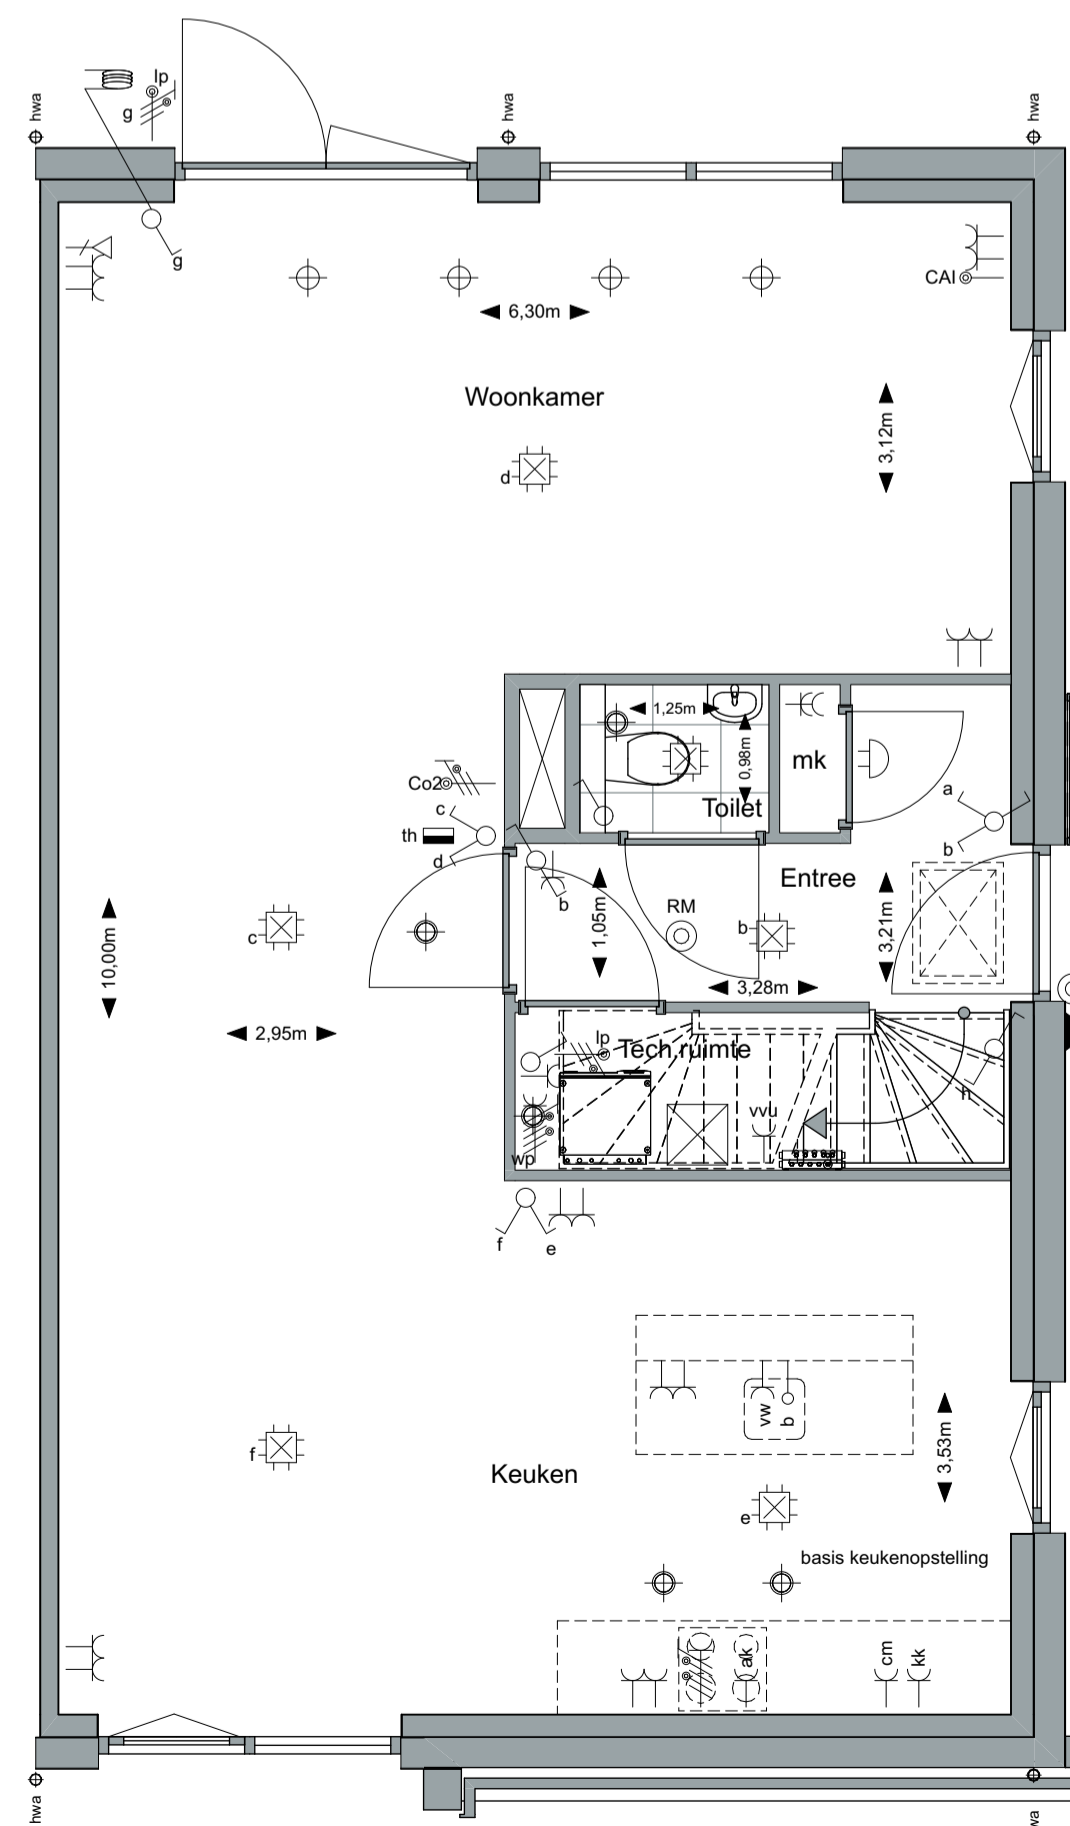 hwa
lp
g
hwa
hwa
g
CAI
6,30m
Woonkamer
3,12m
d
1,25m
0,98m
mk
Toilet
Co2
c
th
d
a
b
Entree
b
RM
b
1,05m
3,21m
c
10,00m
3,28m
2,95m
lp
Tech.ruimte
h
vvu
wp
f
e
vw
b
3,53m
f
Keuken
e
basis keukenopstelling
ak
cm
kk
hwa
wa